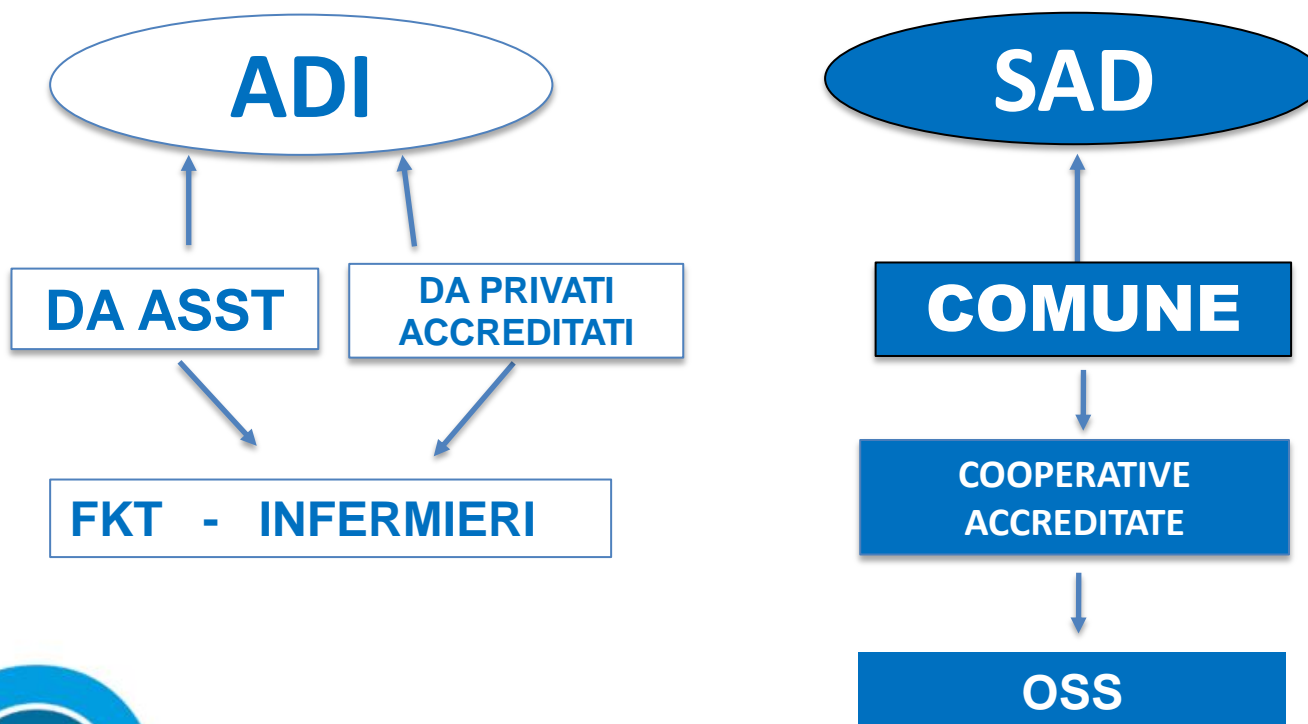 ADI
DA ASST
DA PRIVATI
ACCREDITATI
FKT - INFERMIERI
SAD
COMUNE
COOPERATIVE
ACCREDITATE
OSS